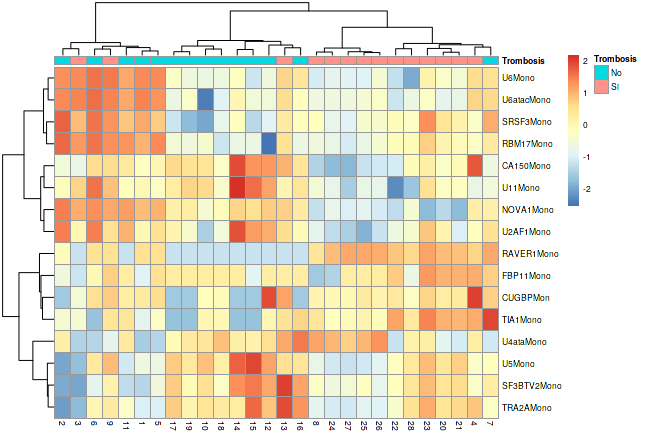 Trombosis
U6Mono
U6atacMono
SRSF3Mono
RBM17Mono
CA150Mono
U11Mono
NOVA1Mono
U2AF1Mono
RAVER1Mono
FBP11Mono
CUGBPMon
TIA1Mono
U4ataMono
U5Mono
SF3BTV2Mono
TRA2AMono
2 3 6 9 11 1 5 17 19 10 18 14 15 12 13 16 8 24 27 25 26 22 28 23 20 21 4 7
2
1
0
-1
-2
Trombosis
No
SI